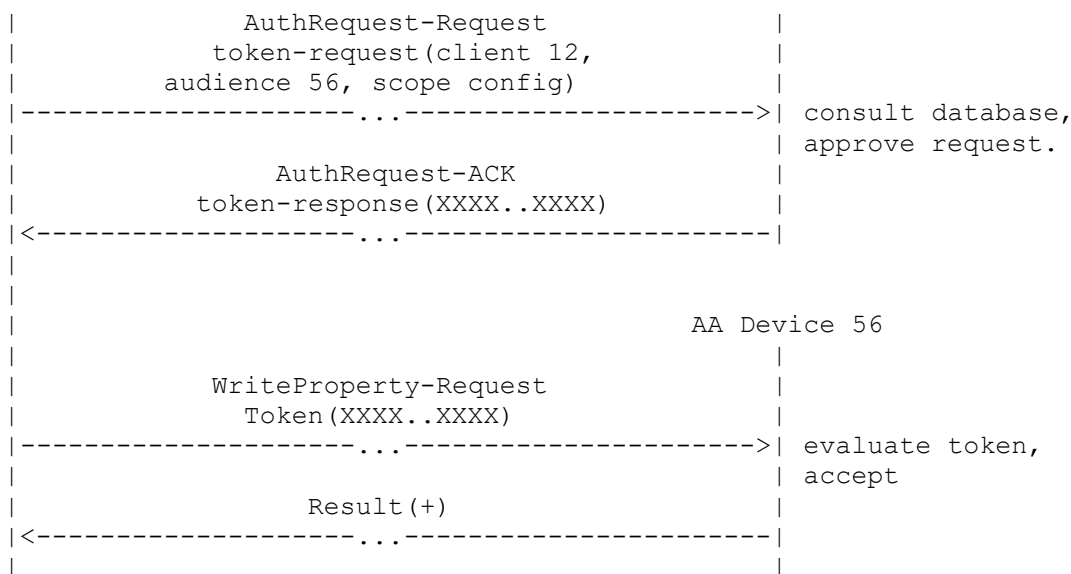 AuthRequest-Request
token-request(client 12,
audience 56, scope config)
|---------------------...---------------------->| consult database,
approve request.
AuthRequest-ACK
token-response(XXXX..XXXX)
|<--------------------...-----------------------|
AA Device 56
WriteProperty-Request
Token(XXXX..XXXX)
|---------------------...---------------------->| evaluate token,
accept
Result(+)
|<--------------------...-----------------------|